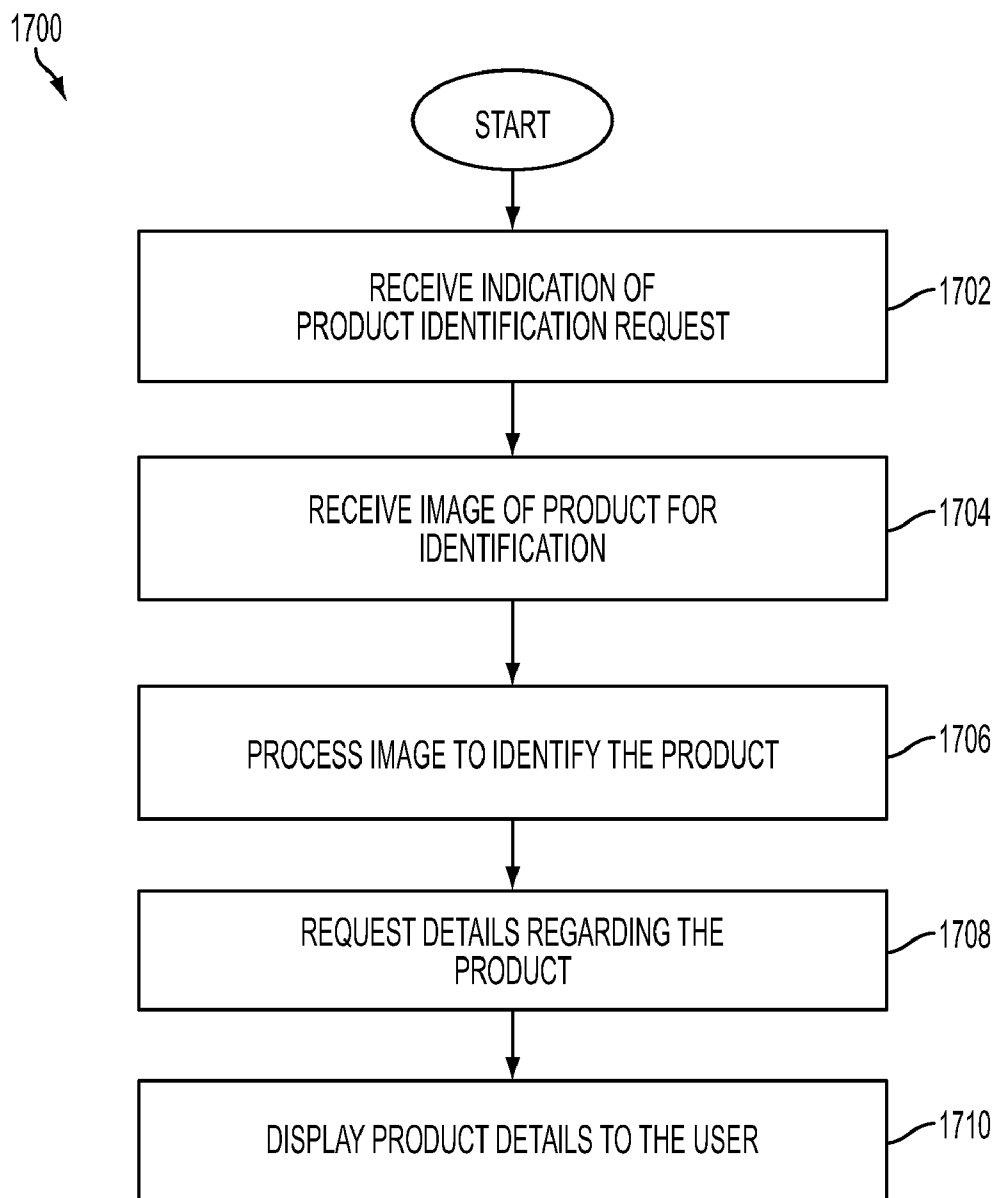 1700
START
RECEIVE INDICATION OF
PRODUCT IDENTIFICATION REQUEST
1702
RECEIVE IMAGE OF PRODUCT FOR
IDENTIFICATION
1704
PROCESS IMAGE TO IDENTIFY THE PRODUCT
1706
REQUEST DETAILS REGARDING THE
PRODUCT
1708
DISPLAY PRODUCT DETAILS TO THE USER
1710